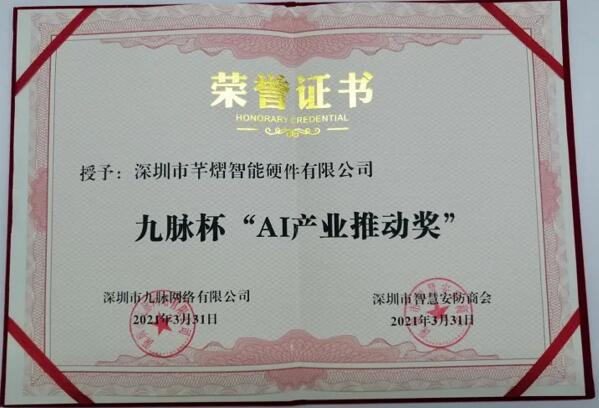 荣誉证书
HONORARY CREDENTIAL
授予：深圳市芊熠智能硬件有限公司
九脉杯“AI产业推动奖”
深圳市九脉网络有限公司
2021年3月31日
深圳市智慧安防商会
2021年3月31日